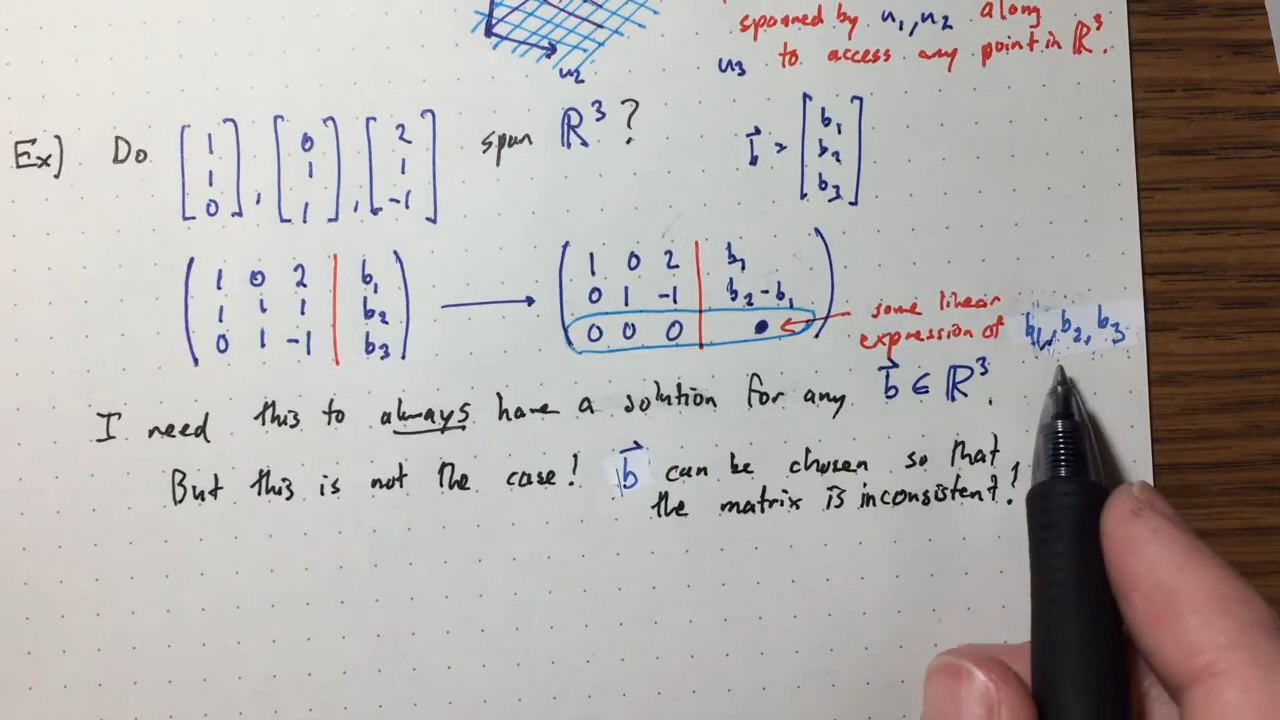 spanned by u₁, u₂ along
u₃ to access any point in ℝ³.
u₂
Ex) Do [1 1 0], [0 1 1], [2 1 -1] span ℝ³?
b⃗ = [b₁ b₂ b₃]
(1 0 2 | b₁) → (1 0 2 | b₁)
(1 1 1 | b₂) (0 1 -1 | b₂ - b₁)
(0 1 -1 | b₃) (0 0 0 | •) ← some linear
expression of b₁, b₂, b₃
I need this to always have a solution for any b⃗ ∈ ℝ³.
But this is not the case! b⃗ can be chosen so that
the matrix is inconsistent!